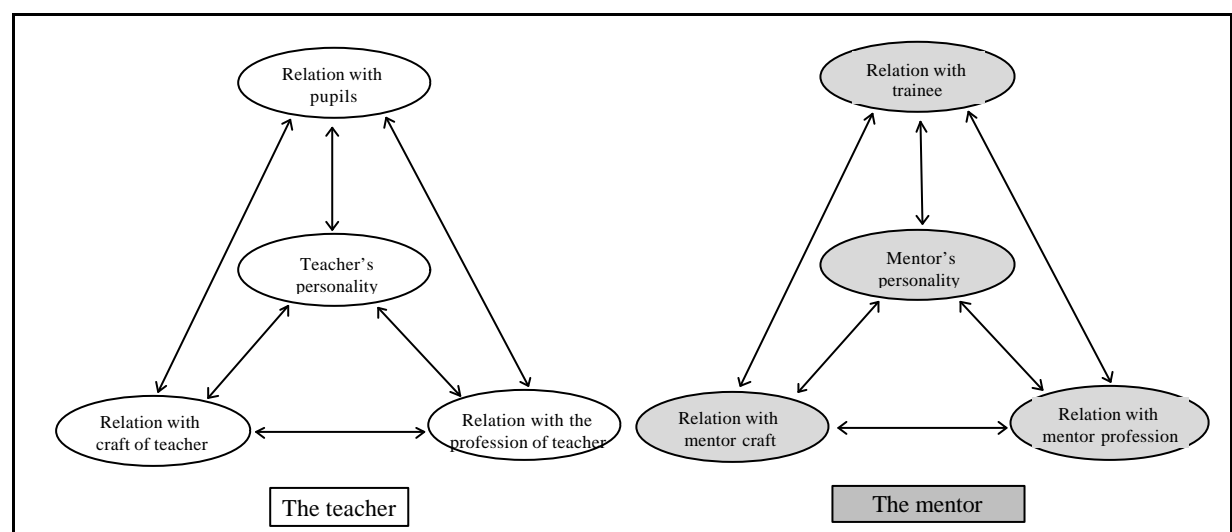 Relation with
pupils
Teacher's
personality
Relation with
craft of teacher
Relation with the
profession of teacher
The teacher
Relation with
trainee
Mentor's
personality
Relation with
mentor craft
Relation with
mentor profession
The mentor